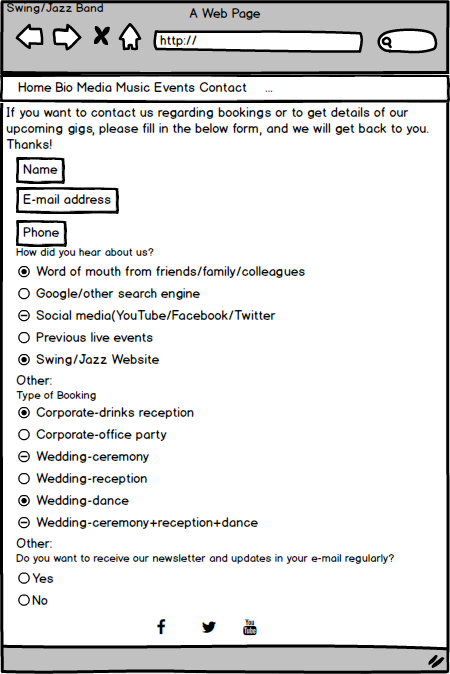 Swing/Jazz Band
A Web Page
http://
Home Bio Media Music Events Contact ...
If you want to contact us regarding bookings or to get details of our
upcoming gigs, please fill in the below form, and we will get back to you.
Thanks!
Name
E-mail address
Phone
How did you hear about us?
Word of mouth from friends/family/colleagues
Google/other search engine
Social media(YouTube/Facebook/Twitter
Previous live events
Swing/Jazz Website
Other:
Type of Booking
Corporate-drinks reception
Corporate-office party
Wedding-ceremony
Wedding-reception
Wedding-dance
Wedding-ceremony+reception+dance
Other:
Do you want to receive our newsletter and updates in your e-mail regularly?
Yes
No
You
Tube